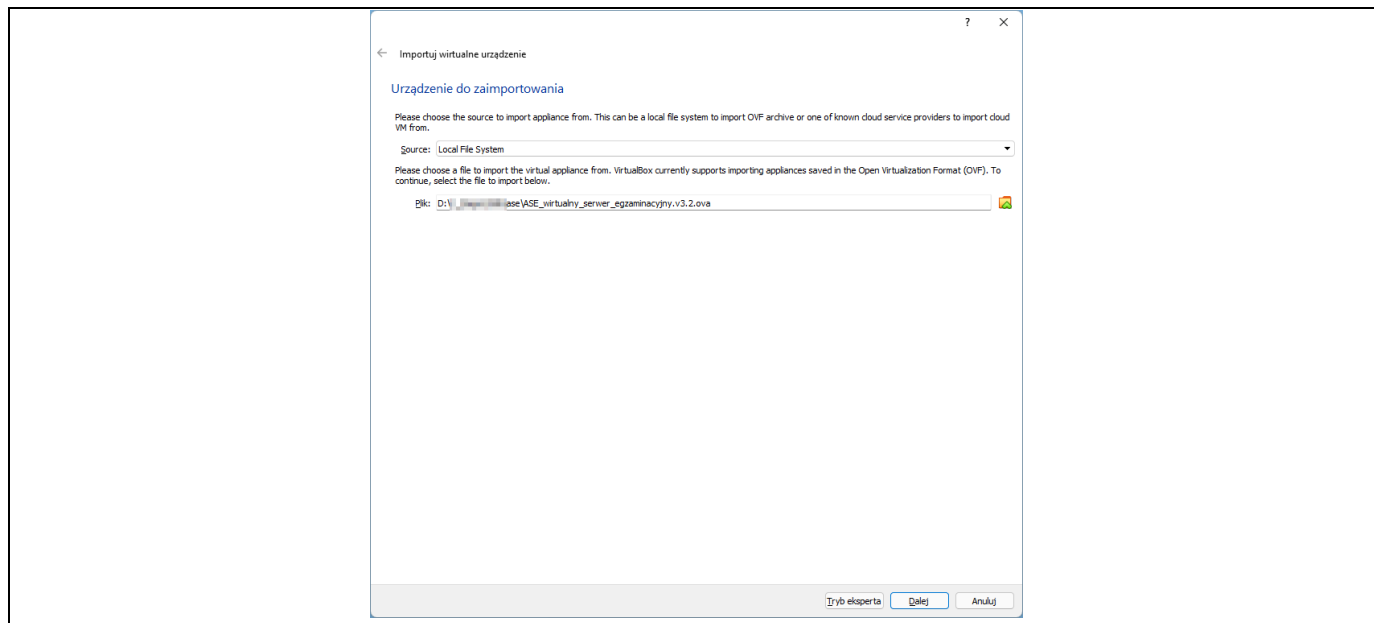 ?
Importuj wirtualne urządzenie
Urządzenie do zaimportowania
Please choose the source to import appliance from. This can be a local file system to import OVF archive or one of known cloud service providers to import cloud
VM from.
Source: Local File System
Please choose a file to import the virtual appliance from. VirtualBox currently supports importing appliances saved in the Open Virtualization Format (OVF). To
continue, select the file to import below.
Plik: D:\ ase\ASE_wirtualny_serwer_egzaminacyjny.v3.2.ova
Tryb eksperta Dalej Anuluj